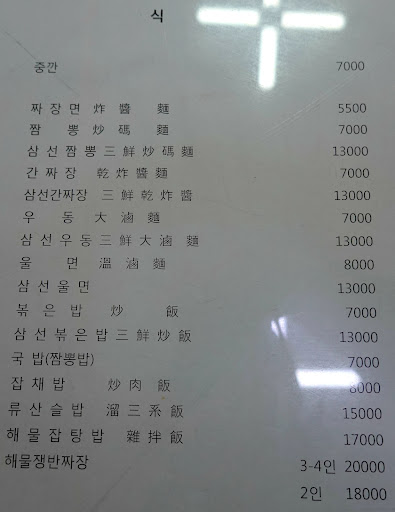 식
중깐 7000
짜장면 炸醬麵 5500
짬뽕 炒碼麵 7000
삼선짬뽕 三鮮炒碼麵 13000
간짜장 乾炸醬麵 7000
삼선간짜장 三鮮乾炸醬 13000
우동 大滷麵 7000
삼선우동 三鮮大滷麵 13000
울면 溫滷麵 8000
삼선울면 13000
볶은밥 炒飯 7000
삼선볶은밥 三鮮炒飯 13000
국밥(짬뽕밥) 7000
잡채밥 炒肉飯 8000
류산슬밥 溜三系飯 15000
해물잡탕밥 雜拌飯 17000
해물쟁반짜장 3-4인 20000
2인 18000